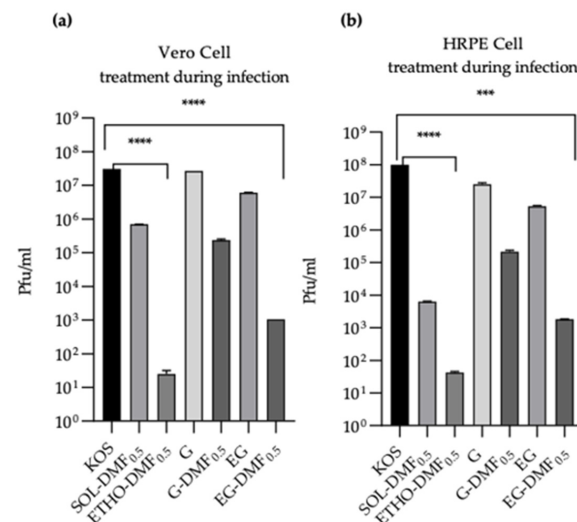 (a)
Vero Cell
treatment during infection
****
****
Pfu/ml
10⁹
10⁸
10⁷
10⁶
10⁵
10⁴
10³
10²
10¹
10⁰
KOS
SOL-DMF₀.₅
ETHO-DMF₀.₅
G
G-DMF₀.₅
EG
EG-DMF₀.₅
(b)
HRPE Cell
treatment during infection
***
****
Pfu/ml
10⁹
10⁸
10⁷
10⁶
10⁵
10⁴
10³
10²
10¹
10⁰
KOS
SOL-DMF₀.₅
ETHO-DMF₀.₅
G
G-DMF₀.₅
EG
EG-DMF₀.₅